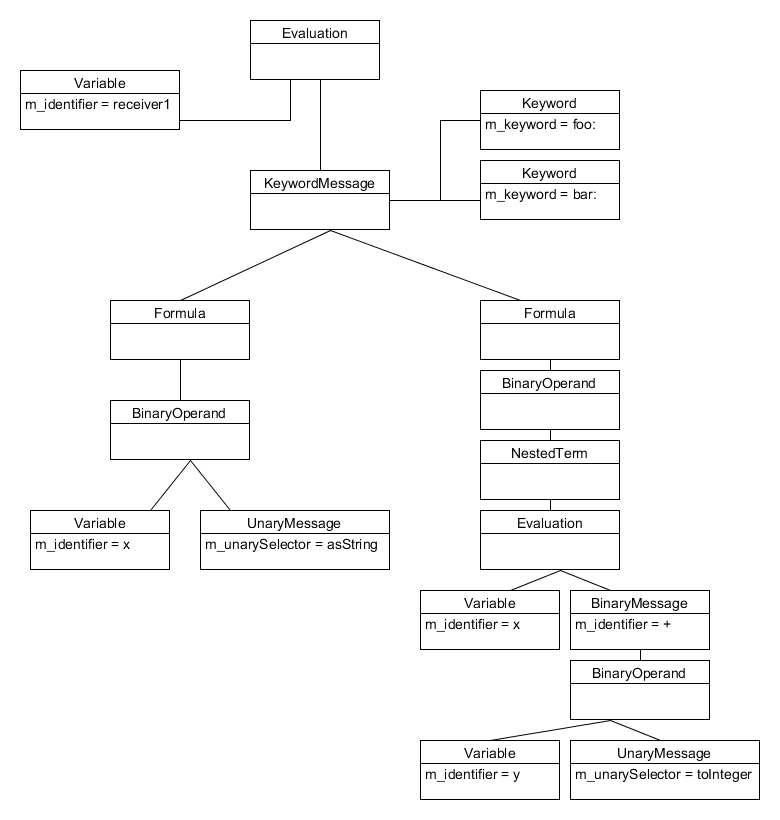 Evaluation
Variable
m_identifier = receiver1
Keyword
m_keyword = foo:
Keyword
m_keyword = bar:
KeywordMessage
Formula
Formula
BinaryOperand
BinaryOperand
NestedTerm
Variable
m_identifier = x
UnaryMessage
m_unarySelector = asString
Evaluation
Variable
m_identifier = x
BinaryMessage
m_identifier = +
BinaryOperand
Variable
m_identifier = y
UnaryMessage
m_unarySelector = toInteger